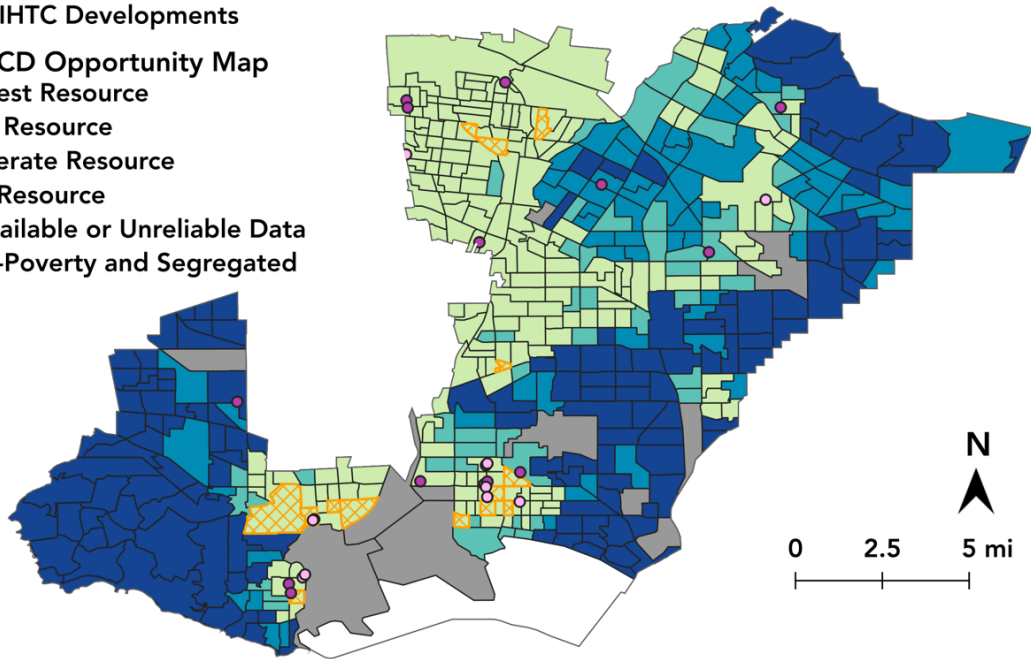 IHTC Developments
CD Opportunity Map
est Resource
Resource
erate Resource
Resource
ailable or Unreliable Data
-Poverty and Segregated
N
0 2.5 5 mi